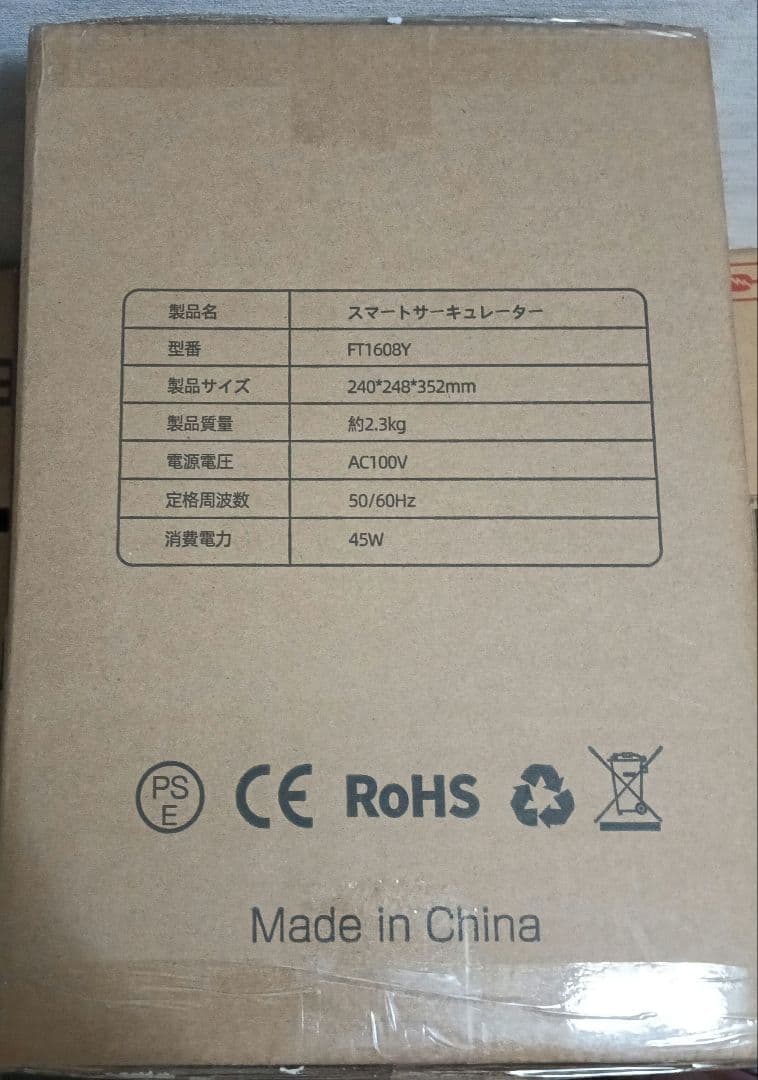 製品名 スマートサーキュレーター
型番 FT1608Y
製品サイズ 240*248*352mm
製品質量 約2.3kg
電源電圧 AC100V
定格周波数 50/60Hz
消費電力 45W
PS
E
CE RoHS
Made in China